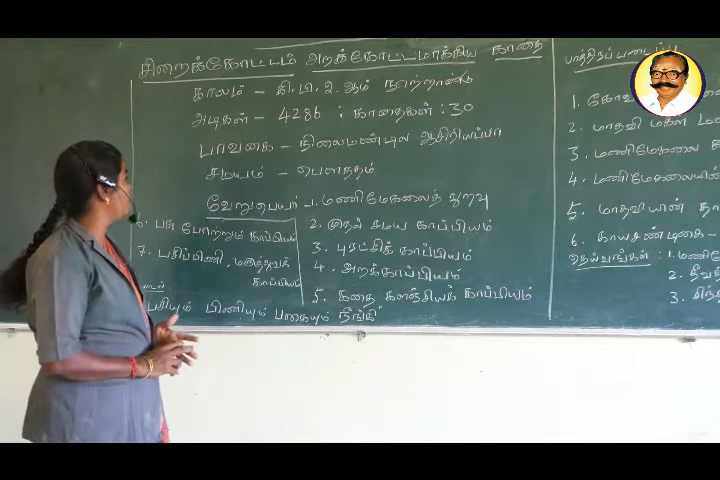 சிறைக்கோட்டம் அறக்கோட்டமாக்கிய காதை
காலம் - கி.பி.2.ஆம் நூற்றாண்டு
அடிகள் - 4286 ; காதைகள் : 30
பாவகை - நிலைமண்டில ஆசிரியப்பா
சமயம் - பௌத்தம்
வேறுபெயர் - 1. மணிமேகலைத் துறவு
2. முதல் சமய காப்பியம்
3. புரட்சிக் காப்பியம்
4. அறக்காப்பியம்
5. கதை களஞ்சியக் காப்பியம்
6. பசு போற்றும் காப்பியம்
7. பசிப்பிணி மருத்துவக்
காப்பியம்
பசியும் பிணியும் பகையும் நீங்கி"
பாத்திரப் படைப்பு
1.
2. மாதவி மகள்
3. மணிமேகலை
4. மணிமேகலையின்
5. மாதவியின் தா
6. காயசண்டிகை -
தெய்வங்கள் : 1. மணிமே
2. தீவ
3. சிந்